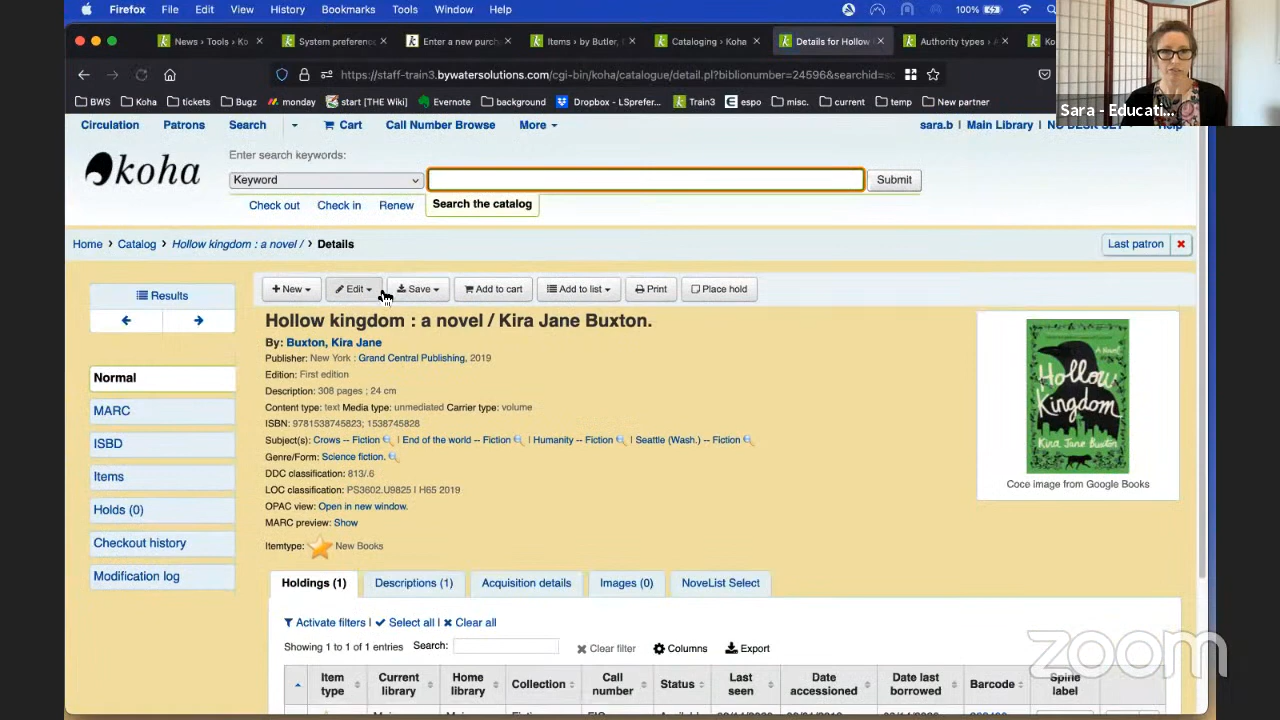 Firefox File Edit View History Bookmarks Tools Window Help 100%
News › Tools › Ko
System preference
Enter a new purch
Items › by Butler,
Cataloging › Koha
Details for Hollow
Authority types › A
Ko
https://staff-train3.bywatersolutions.com/cgi-bin/koha/catalogue/detail.pl?biblionumber=24596&searchid=sc
BWS Koha tickets Bugz monday start [THE Wiki] Evernote background Dropbox - LSprefer... Train3 espo misc. current temp New partner
Sara - Educati...
Circulation Patrons Search Cart Call Number Browse More sara.b | Main Library |
koha
Enter search keywords:
Keyword
Submit
Check out Check in Renew Search the catalog
Home › Catalog › Hollow kingdom : a novel / › Details
Last patron
Results
+ New Edit Save Add to cart Add to list Print Place hold
Normal
MARC
ISBD
Items
Holds (0)
Checkout history
Modification log
Hollow kingdom : a novel / Kira Jane Buxton.
By: Buxton, Kira Jane
Publisher: New York : Grand Central Publishing, 2019
Edition: First edition
Description: 308 pages ; 24 cm
Content type: text Media type: unmediated Carrier type: volume
ISBN: 9781538745823; 1538745828
Subject(s): Crows -- Fiction | End of the world -- Fiction | Humanity -- Fiction | Seattle (Wash.) -- Fiction
Genre/Form: Science fiction.
DDC classification: 813/.6
LOC classification: PS3602.U9825 | H65 2019
OPAC view: Open in new window.
MARC preview: Show
Itemtype: New Books
A Novel
Hollow
Kingdom
Kira Jane
Buxton
Coce image from Google Books
Holdings (1) Descriptions (1) Acquisition details Images (0) NoveList Select
Activate filters | Select all | Clear all
Showing 1 to 1 of 1 entries Search: Clear filter Columns Export
Item type
Current library
Home library
Collection
Call number
Status
Last seen
Date accessioned
Date last borrowed
Barcode
Spine label
zoom